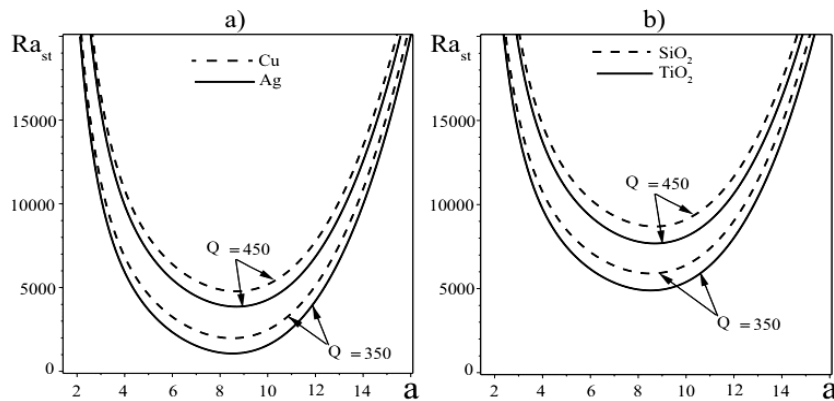 a)
Ra_st
Cu
Ag
15000
10000
5000
0
Q = 450
Q = 350
2 4 6 8 10 12 14 a
b)
Ra_st
SiO₂
TiO₂
15000
10000
5000
0
Q = 450
Q = 350
2 4 6 8 10 12 14 a